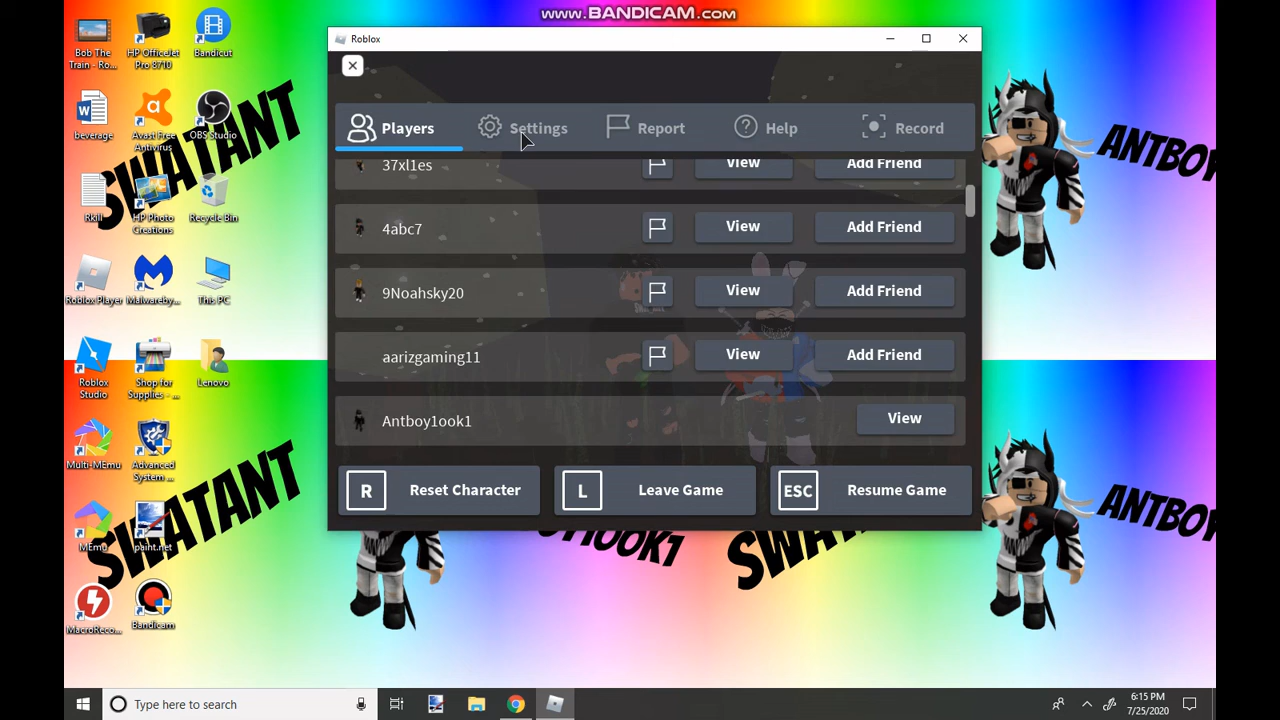 www.BANDICAM.com
Bob The
Train - Ro...
HP OfficeJet
Pro 8710
Bandicut
beverage
Avast Free
Antivirus
OBS Studio
Rkill
HP Photo
Creations
Recycle Bin
Roblox Player
Malwareby...
This PC
Roblox
Studio
Shop for
Supplies - ...
Lenovo
Multi-MEmu
Advanced
System ...
MEmu
paint.net
MacroReco...
Bandicam
SWATANT
SWATANT
Roblox
Players
Settings
Report
Help
Record
37xl1es
View
Add Friend
4abc7
View
Add Friend
9Noahsky20
View
Add Friend
aarizgaming11
View
Add Friend
Antboy1ook1
View
R
Reset Character
L
Leave Game
ESC
Resume Game
ANTBOY
ANTBOY
SWATANT
Type here to search
6:15 PM
7/25/2020